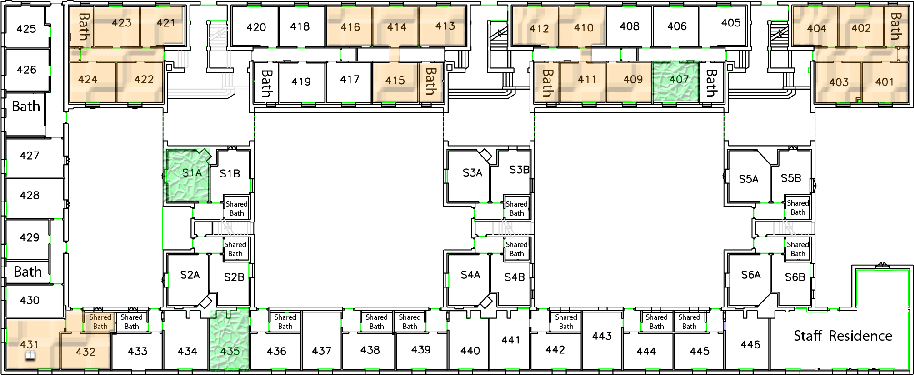 425
Bath
423
421
420
418
416
414
413
412
410
408
406
405
404
402
Bath
426
424
422
Bath
419
417
415
Bath
Bath
411
409
407
Bath
403
401
Bath
427
428
429
Bath
430
S1A
S1B
Shared
Bath
S3A
S3B
Shared
Bath
S5A
S5B
Shared
Bath
Shared
Bath
S2A
S2B
Shared
Bath
S4A
S4B
Shared
Bath
S6A
S6B
431
Shared
Bath
432
Shared
Bath
433
434
435
Shared
Bath
436
437
Shared
Bath
438
Shared
Bath
439
440
441
Shared
Bath
442
443
Shared
Bath
444
Shared
Bath
445
446
Staff Residence